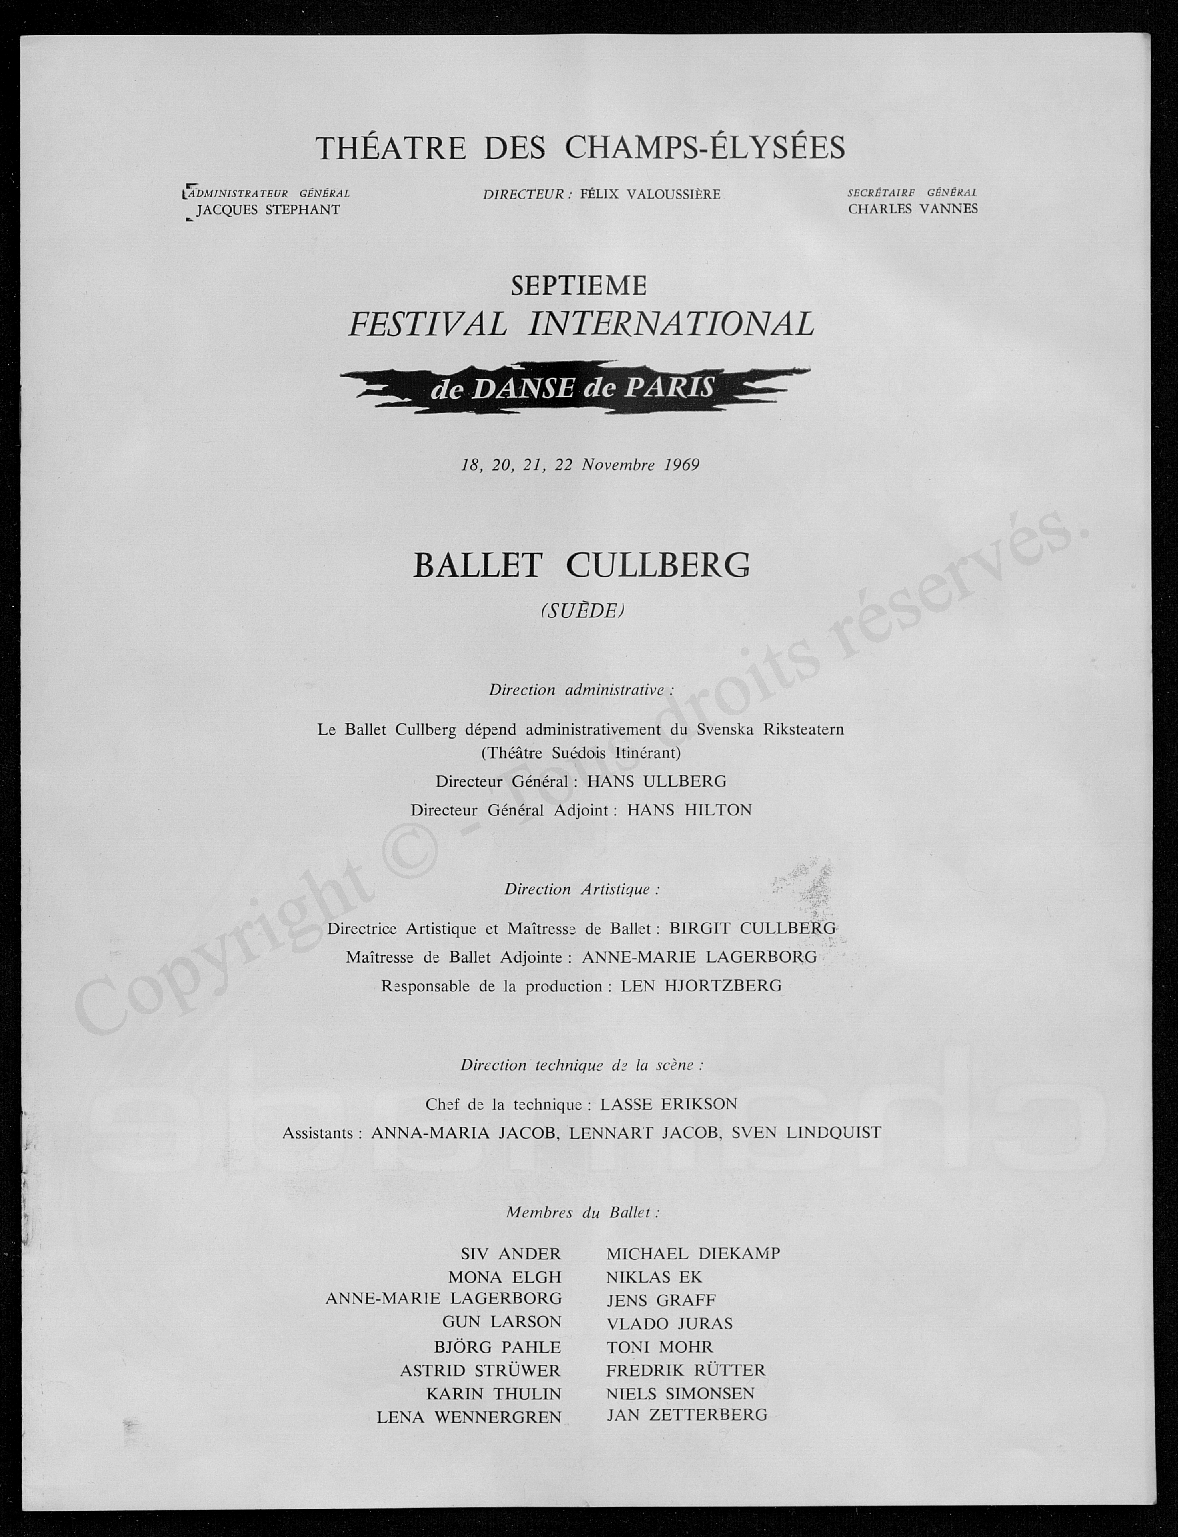 THÉATRE DES CHAMPS-ÉLYSÉES
ADMINISTRATEUR GÉNÉRAL
JACQUES STEPHANT
DIRECTEUR : FÉLIX VALOUSSIÈRE
SECRÉTAIRE GÉNÉRAL
CHARLES VANNES
SEPTIEME
FESTIVAL INTERNATIONAL
de DANSE de PARIS
18, 20, 21, 22 Novembre 1969
BALLET CULLBERG
(SUÈDE)
Direction administrative :
Le Ballet Cullberg dépend administrativement du Svenska Riksteatern
(Théâtre Suédois Itinérant)
Directeur Général : HANS ULLBERG
Directeur Général Adjoint : HANS HILTON
Direction Artistique :
Directrice Artistique et Maîtresse de Ballet : BIRGIT CULLBERG
Maîtresse de Ballet Adjointe : ANNE-MARIE LAGERBORG
Responsable de la production : LEN HJORTZBERG
Direction technique de la scène :
Chef de la technique : LASSE ERIKSON
Assistants : ANNA-MARIA JACOB, LENNART JACOB, SVEN LINDQUIST
Membres du Ballet :
SIV ANDER MICHAEL DIEKAMP
MONA ELGH NIKLAS EK
ANNE-MARIE LAGERBORG JENS GRAFF
GUN LARSON VLADO JURAS
BJÖRG PAHLE TONI MOHR
ASTRID STRÜWER FREDRIK RÜTTER
KARIN THULIN NIELS SIMONSEN
LENA WENNERGREN JAN ZETTERBERG
Copyright © - Tous droits réservés.